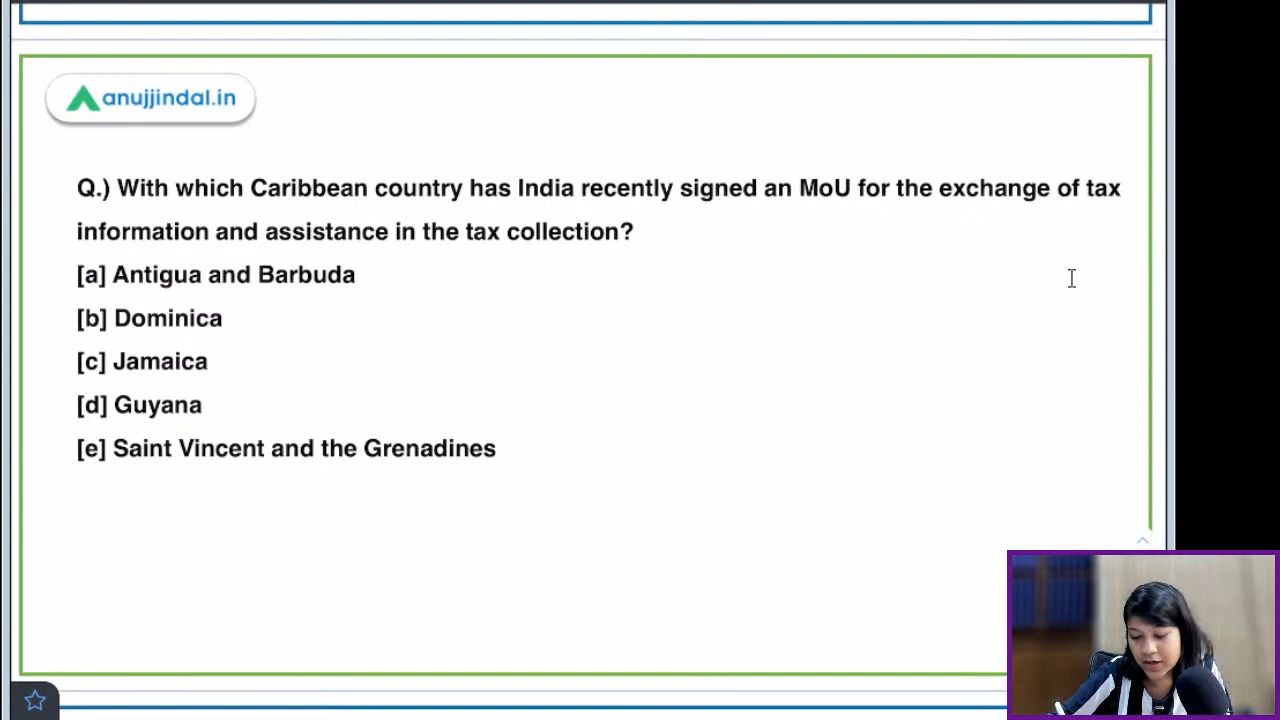 anujjindal.in
Q.) With which Caribbean country has India recently signed an MoU for the exchange of tax
information and assistance in the tax collection?
[a] Antigua and Barbuda
[b] Dominica
[c] Jamaica
[d] Guyana
[e] Saint Vincent and the Grenadines